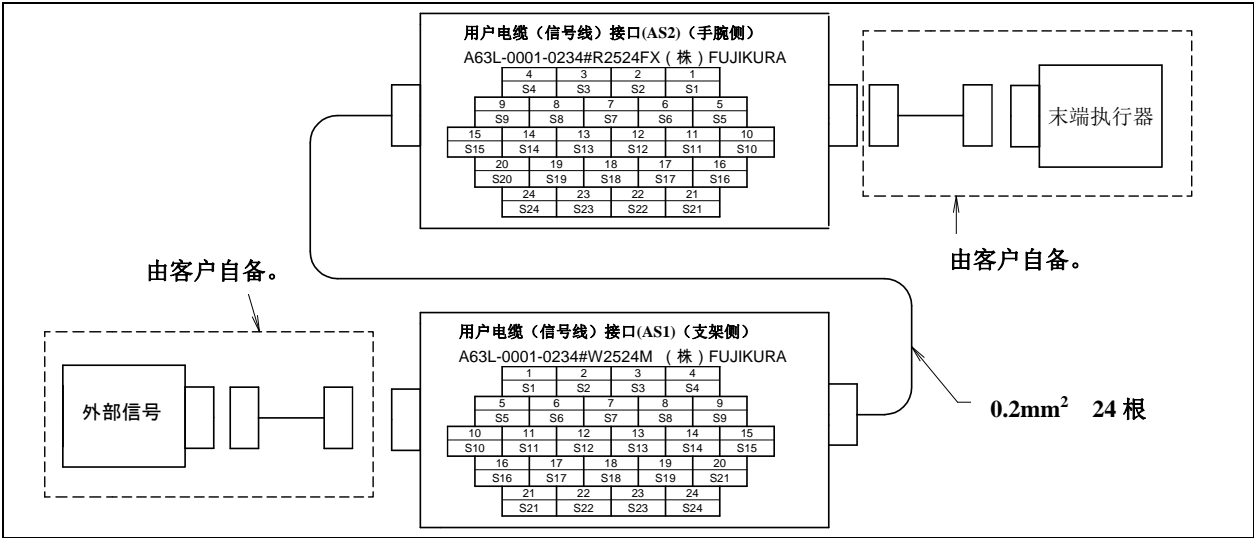 用户电缆（信号线）接口(AS2)（手腕侧）
A63L-0001-0234#R2524FX（株）FUJIKURA
4 3 2 1
S4 S3 S2 S1
9 8 7 6 5
S9 S8 S7 S6 S5
15 14 13 12 11 10
S15 S14 S13 S12 S11 S10
20 19 18 17 16
S20 S19 S18 S17 S16
24 23 22 21
S24 S23 S22 S21
末端执行器
由客户自备。
由客户自备。
用户电缆（信号线）接口(AS1)（支架侧）
A63L-0001-0234#W2524M （株）FUJIKURA
1 2 3 4
S1 S2 S3 S4
5 6 7 8 9
S5 S6 S7 S8 S9
10 11 12 13 14 15
S10 S11 S12 S13 S14 S15
16 17 18 19 20
S16 S17 S18 S19 S21
21 22 23 24
S21 S22 S23 S24
外部信号
0.2mm² 24 根